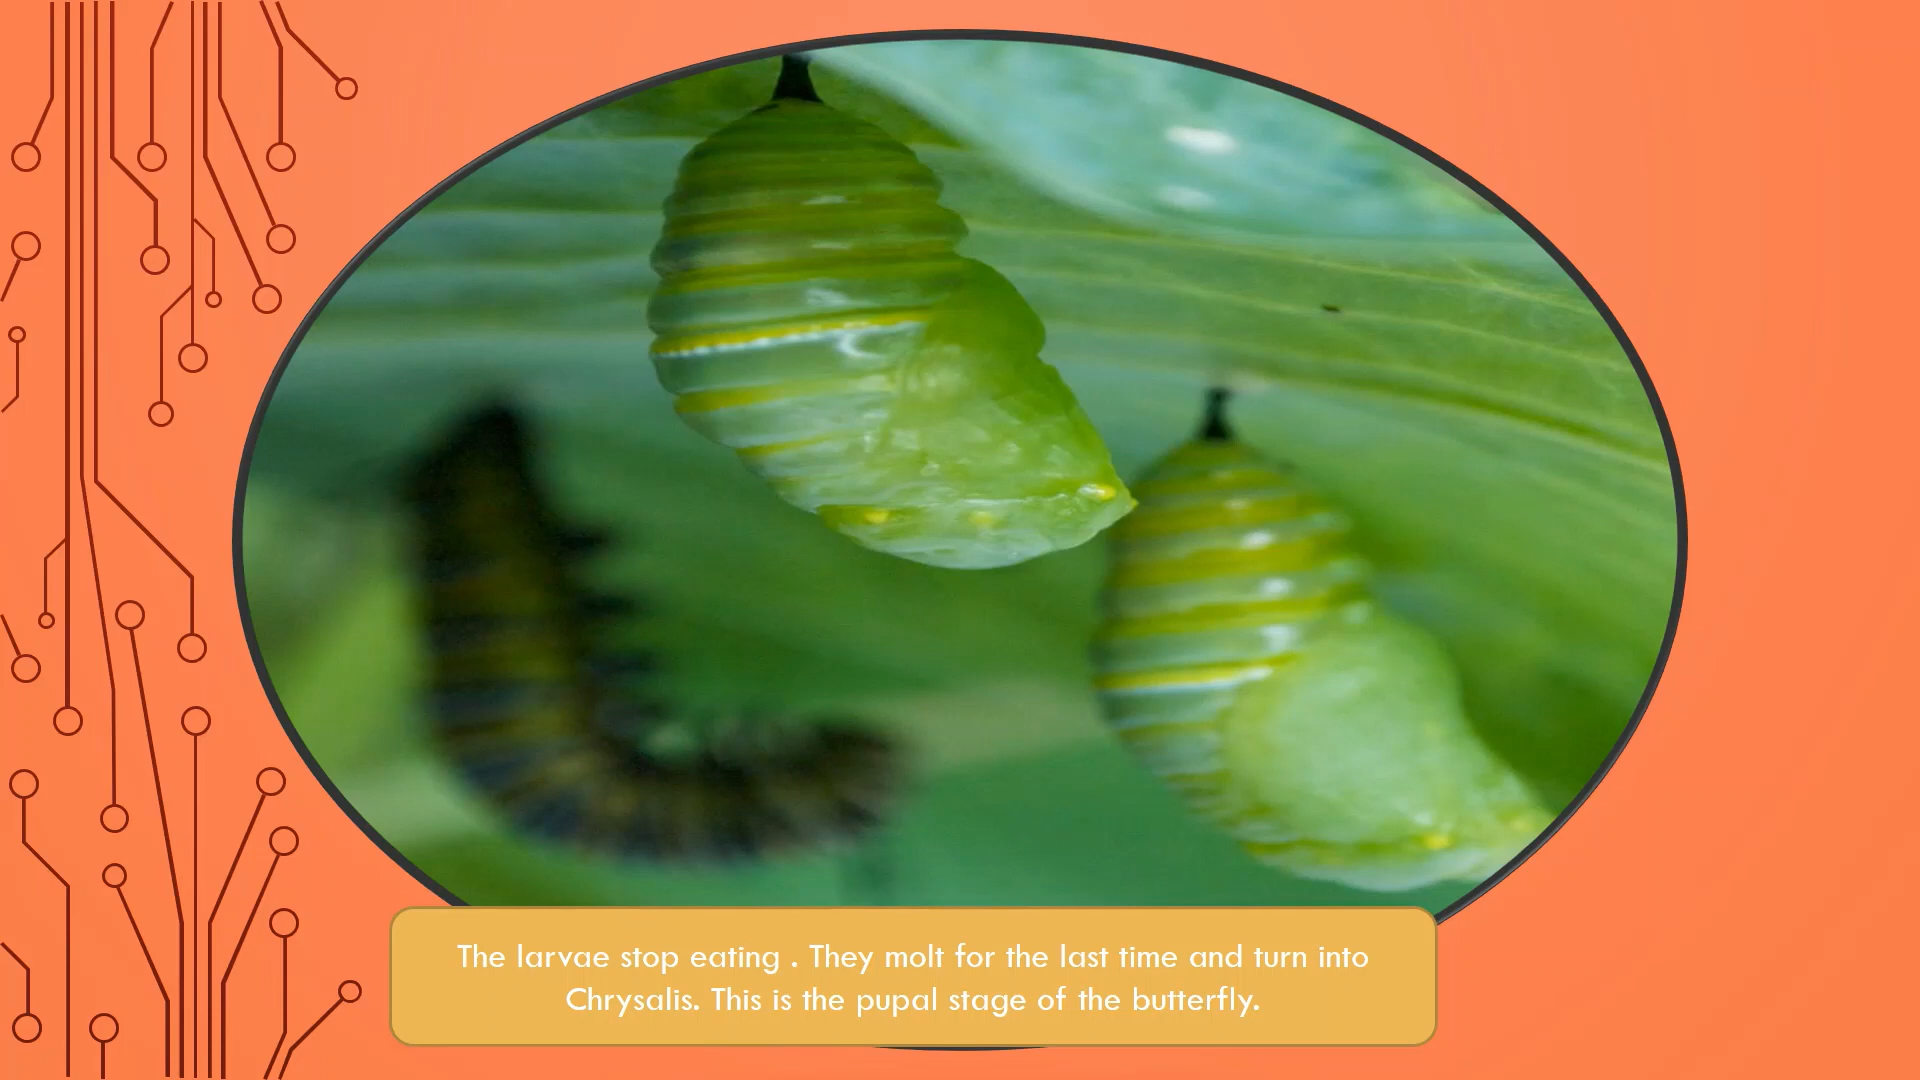 The larvae stop eating . They molt for the last time and turn into
Chrysalis. This is the pupal stage of the butterfly.